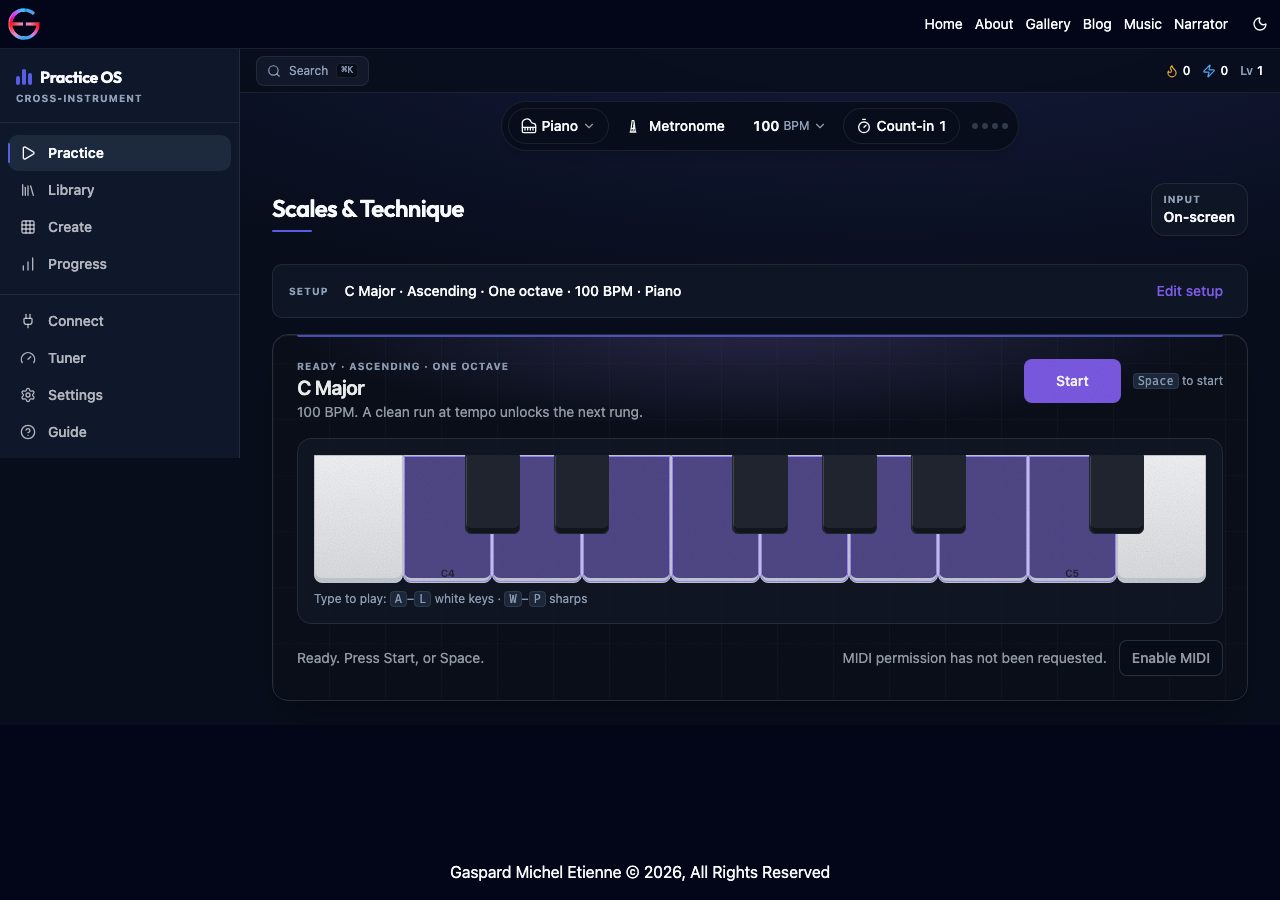 Home About Gallery Blog Music Narrator
Practice OS
CROSS-INSTRUMENT
Search ⌘K
0 0 Lv 1
Piano Metronome 100 BPM Count-in 1
Practice
Library
Create
Progress
Connect
Tuner
Settings
Guide
Scales & Technique
INPUT
On-screen
SETUP C Major · Ascending · One octave · 100 BPM · Piano Edit setup
READY · ASCENDING · ONE OCTAVE
C Major
100 BPM. A clean run at tempo unlocks the next rung.
Start Space to start
C4 C5
Type to play: A–L white keys · W–P sharps
Ready. Press Start, or Space.
MIDI permission has not been requested. Enable MIDI
Gaspard Michel Etienne © 2026, All Rights Reserved